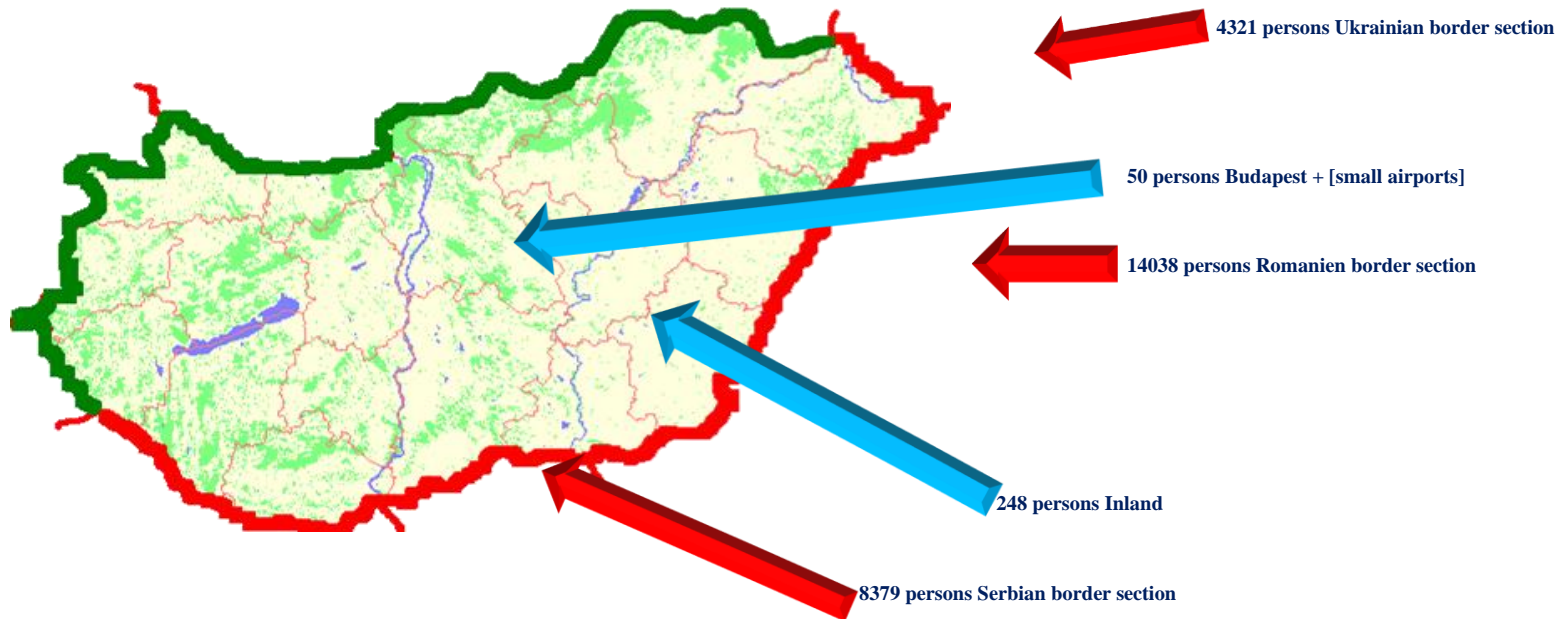 4321 persons Ukrainian border section
50 persons Budapest + [small airports]
14038 persons Romanien border section
248 persons Inland
8379 persons Serbian border section